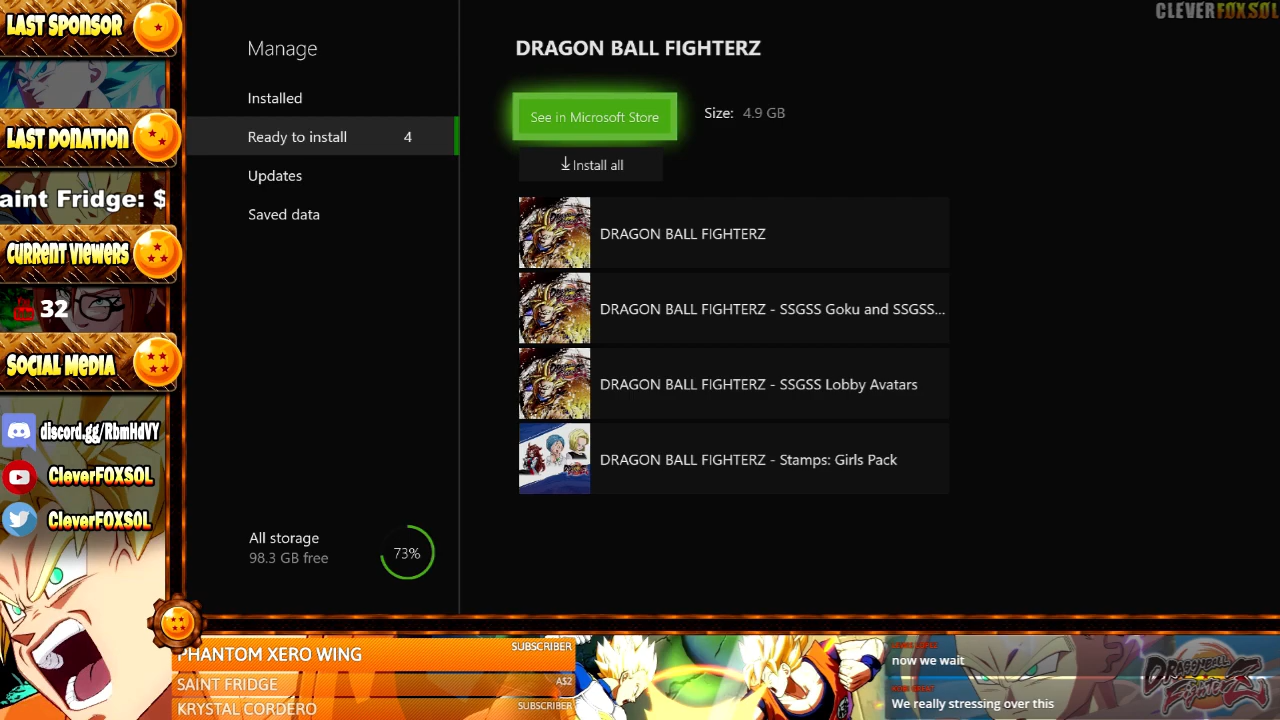 LAST SPONSOR
LAST DONATION
aint Fridge: $
CURRENT VIEWERS
32
SOCIAL MEDIA
discord.gg/RbmHdVY
CleverFOXSOL
CleverFOXSOL
Manage
Installed
Ready to install 4
Updates
Saved data
All storage
98.3 GB free
73%
DRAGON BALL FIGHTERZ
See in Microsoft Store
Size: 4.9 GB
Install all
DRAGON BALL FIGHTERZ
DRAGON BALL FIGHTERZ - SSGSS Goku and SSGSS...
DRAGON BALL FIGHTERZ - SSGSS Lobby Avatars
DRAGON BALL FIGHTERZ - Stamps: Girls Pack
CLEVERFOXSOL
PHANTOM XERO WING SUBSCRIBER
SAINT FRIDGE A$2
KRYSTAL CORDERO SUBSCRIBER
now we wait
We really stressing over this
DRAGONBALL
FIGHTERZ